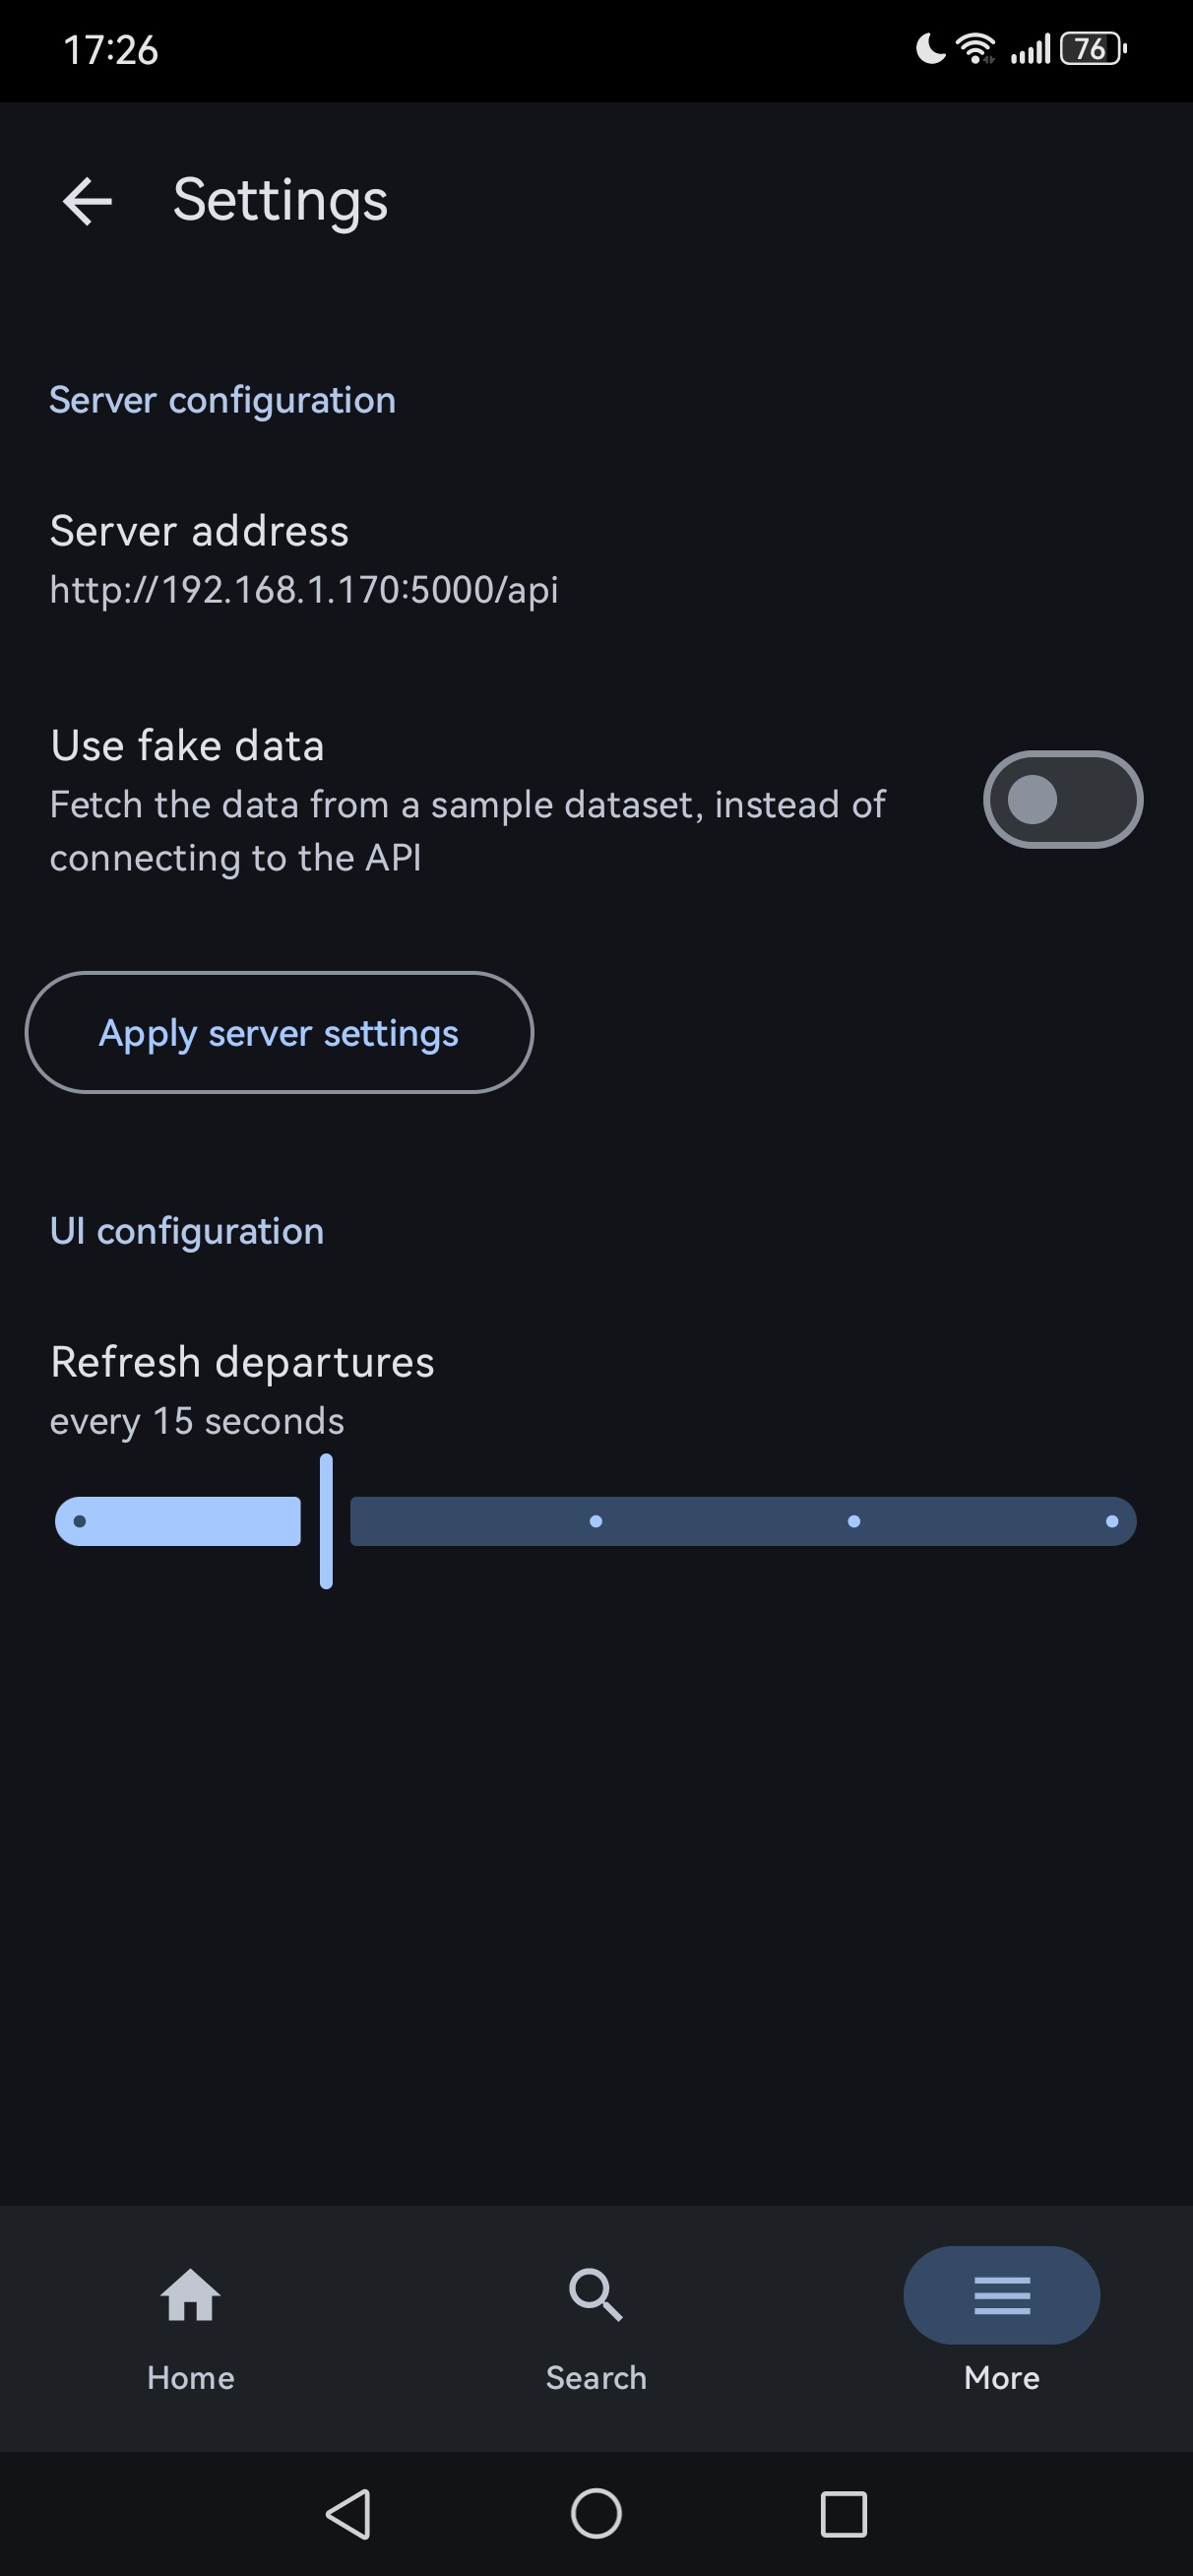 17:26
76
Settings
Server configuration
Server address
http://192.168.1.170:5000/api
Use fake data
Fetch the data from a sample dataset, instead of
connecting to the API
Apply server settings
UI configuration
Refresh departures
every 15 seconds
Home
Search
More